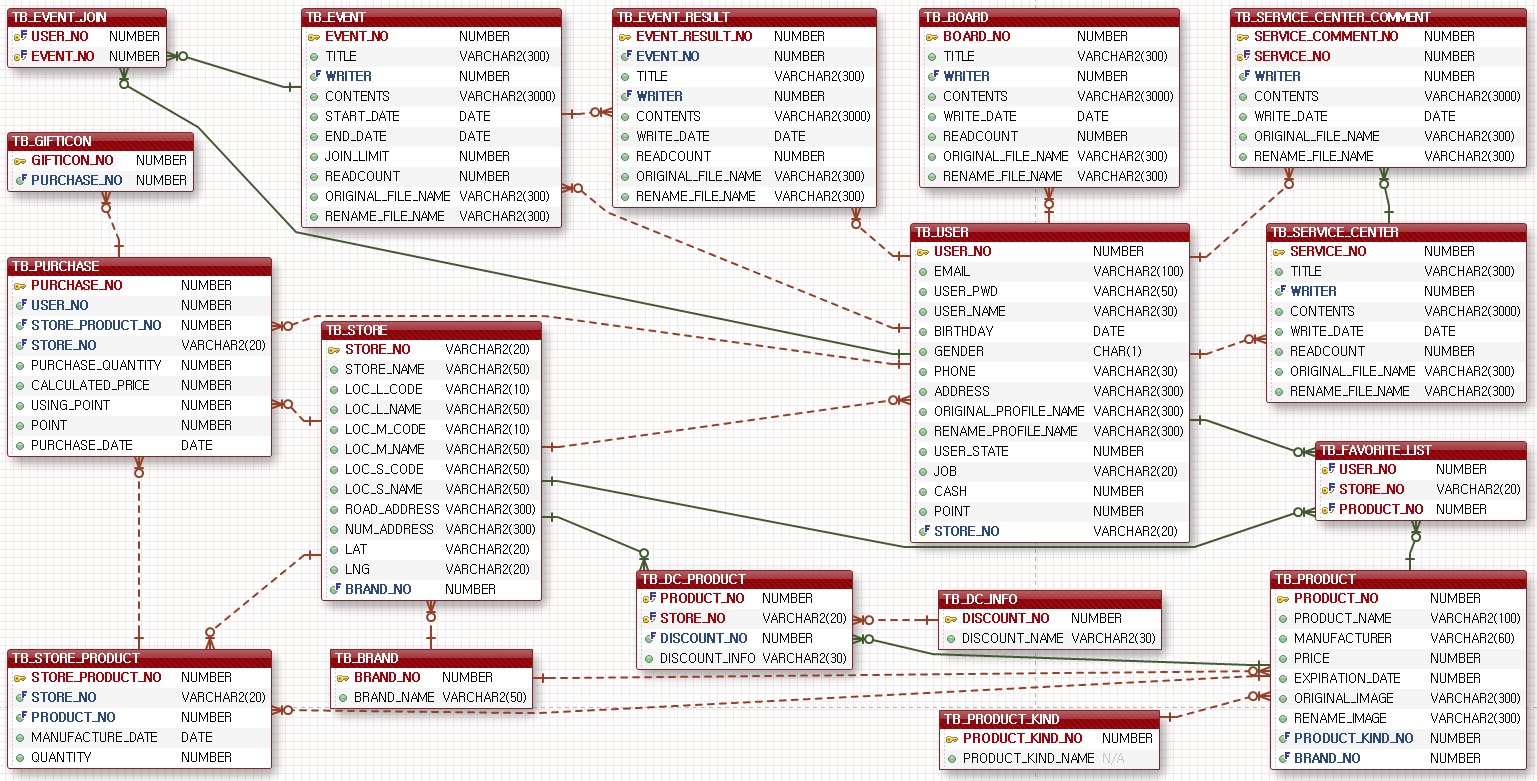 TB_EVENT_JOIN
USER_NO NUMBER
EVENT_NO NUMBER
TB_EVENT
EVENT_NO NUMBER
TITLE VARCHAR2(300)
WRITER NUMBER
CONTENTS VARCHAR2(3000)
START_DATE DATE
END_DATE DATE
JOIN_LIMIT NUMBER
READCOUNT NUMBER
ORIGINAL_FILE_NAME VARCHAR2(300)
RENAME_FILE_NAME VARCHAR2(300)
TB_EVENT_RESULT
EVENT_RESULT_NO NUMBER
EVENT_NO NUMBER
TITLE VARCHAR2(300)
WRITER NUMBER
CONTENTS VARCHAR2(3000)
WRITE_DATE DATE
READCOUNT NUMBER
ORIGINAL_FILE_NAME VARCHAR2(300)
RENAME_FILE_NAME VARCHAR2(300)
TB_BOARD
BOARD_NO NUMBER
TITLE VARCHAR2(300)
WRITER NUMBER
CONTENTS VARCHAR2(3000)
WRITE_DATE DATE
READCOUNT NUMBER
ORIGINAL_FILE_NAME VARCHAR2(300)
RENAME_FILE_NAME VARCHAR2(300)
TB_SERVICE_CENTER_COMMENT
SERVICE_COMMENT_NO NUMBER
SERVICE_NO NUMBER
WRITER NUMBER
CONTENTS VARCHAR2(3000)
WRITE_DATE DATE
ORIGINAL_FILE_NAME VARCHAR2(300)
RENAME_FILE_NAME VARCHAR2(300)
TB_GIFTICON
GIFTICON_NO NUMBER
PURCHASE_NO NUMBER
TB_PURCHASE
PURCHASE_NO NUMBER
USER_NO NUMBER
STORE_PRODUCT_NO NUMBER
STORE_NO VARCHAR2(20)
PURCHASE_QUANTITY NUMBER
CALCULATED_PRICE NUMBER
USING_POINT NUMBER
POINT NUMBER
PURCHASE_DATE DATE
TB_STORE
STORE_NO VARCHAR2(20)
STORE_NAME VARCHAR2(50)
LOC_L_CODE VARCHAR2(10)
LOC_L_NAME VARCHAR2(50)
LOC_M_CODE VARCHAR2(10)
LOC_M_NAME VARCHAR2(50)
LOC_S_CODE VARCHAR2(50)
LOC_S_NAME VARCHAR2(50)
ROAD_ADDRESS VARCHAR2(300)
NUM_ADDRESS VARCHAR2(300)
LAT VARCHAR2(20)
LNG VARCHAR2(20)
BRAND_NO NUMBER
TB_USER
USER_NO NUMBER
EMAIL VARCHAR2(100)
USER_PWD VARCHAR2(50)
USER_NAME VARCHAR2(30)
BIRTHDAY DATE
GENDER CHAR(1)
PHONE VARCHAR2(30)
ADDRESS VARCHAR2(300)
ORIGINAL_PROFILE_NAME VARCHAR2(300)
RENAME_PROFILE_NAME VARCHAR2(300)
USER_STATE NUMBER
JOB VARCHAR2(20)
CASH NUMBER
POINT NUMBER
STORE_NO VARCHAR2(20)
TB_SERVICE_CENTER
SERVICE_NO NUMBER
TITLE VARCHAR2(300)
WRITER NUMBER
CONTENTS VARCHAR2(3000)
WRITE_DATE DATE
READCOUNT NUMBER
ORIGINAL_FILE_NAME VARCHAR2(300)
RENAME_FILE_NAME VARCHAR2(300)
TB_FAVORITE_LIST
USER_NO NUMBER
STORE_NO VARCHAR2(20)
PRODUCT_NO NUMBER
TB_STORE_PRODUCT
STORE_PRODUCT_NO NUMBER
STORE_NO VARCHAR2(20)
PRODUCT_NO NUMBER
MANUFACTURE_DATE DATE
QUANTITY NUMBER
TB_BRAND
BRAND_NO NUMBER
BRAND_NAME VARCHAR2(50)
TB_DC_PRODUCT
PRODUCT_NO NUMBER
STORE_NO VARCHAR2(20)
DISCOUNT_NO NUMBER
DISCOUNT_INFO VARCHAR2(30)
TB_DC_INFO
DISCOUNT_NO NUMBER
DISCOUNT_NAME VARCHAR2(30)
TB_PRODUCT_KIND
PRODUCT_KIND_NO NUMBER
PRODUCT_KIND_NAME N/A
TB_PRODUCT
PRODUCT_NO NUMBER
PRODUCT_NAME VARCHAR2(100)
MANUFACTURER VARCHAR2(60)
PRICE NUMBER
EXPIRATION_DATE NUMBER
ORIGINAL_IMAGE VARCHAR2(300)
RENAME_IMAGE VARCHAR2(300)
PRODUCT_KIND_NO NUMBER
BRAND_NO NUMBER